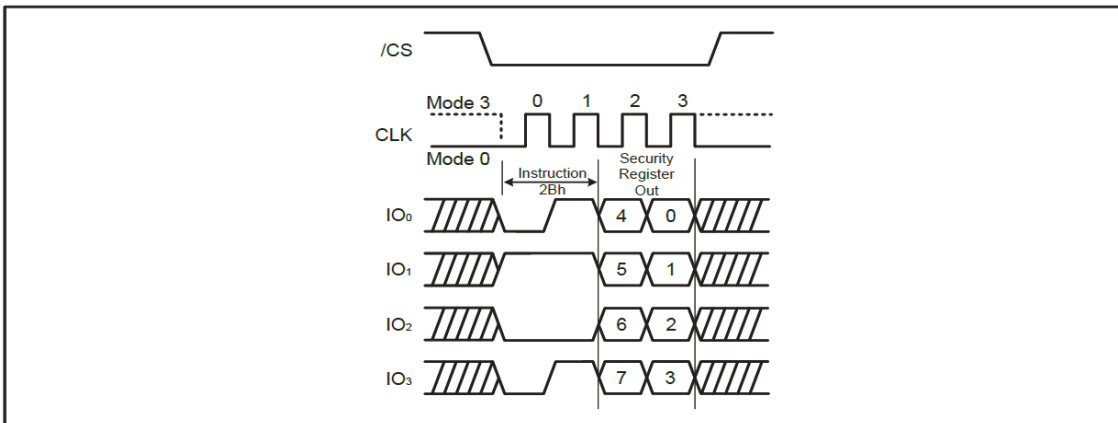 /CS
Mode 3 0 1 2 3
CLK
Mode 0
Instruction
2Bh
Security
Register
Out
IO₀ 4 0
IO₁ 5 1
IO₂ 6 2
IO₃ 7 3